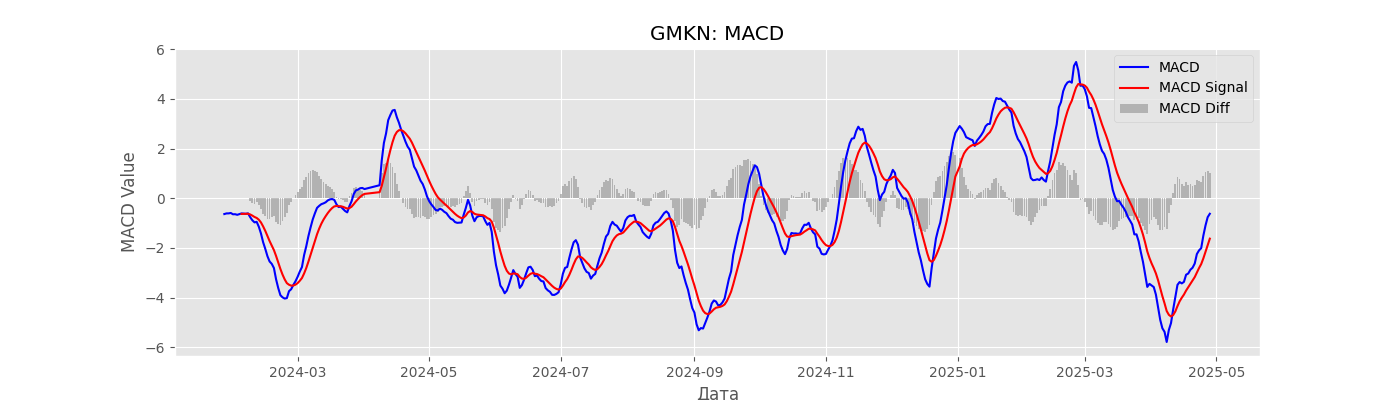 GMKN: MACD
MACD Value
6
4
2
0
−2
−4
−6
MACD
MACD Signal
MACD Diff
2024-03
2024-05
2024-07
2024-09
2024-11
2025-01
2025-03
2025-05
Дата